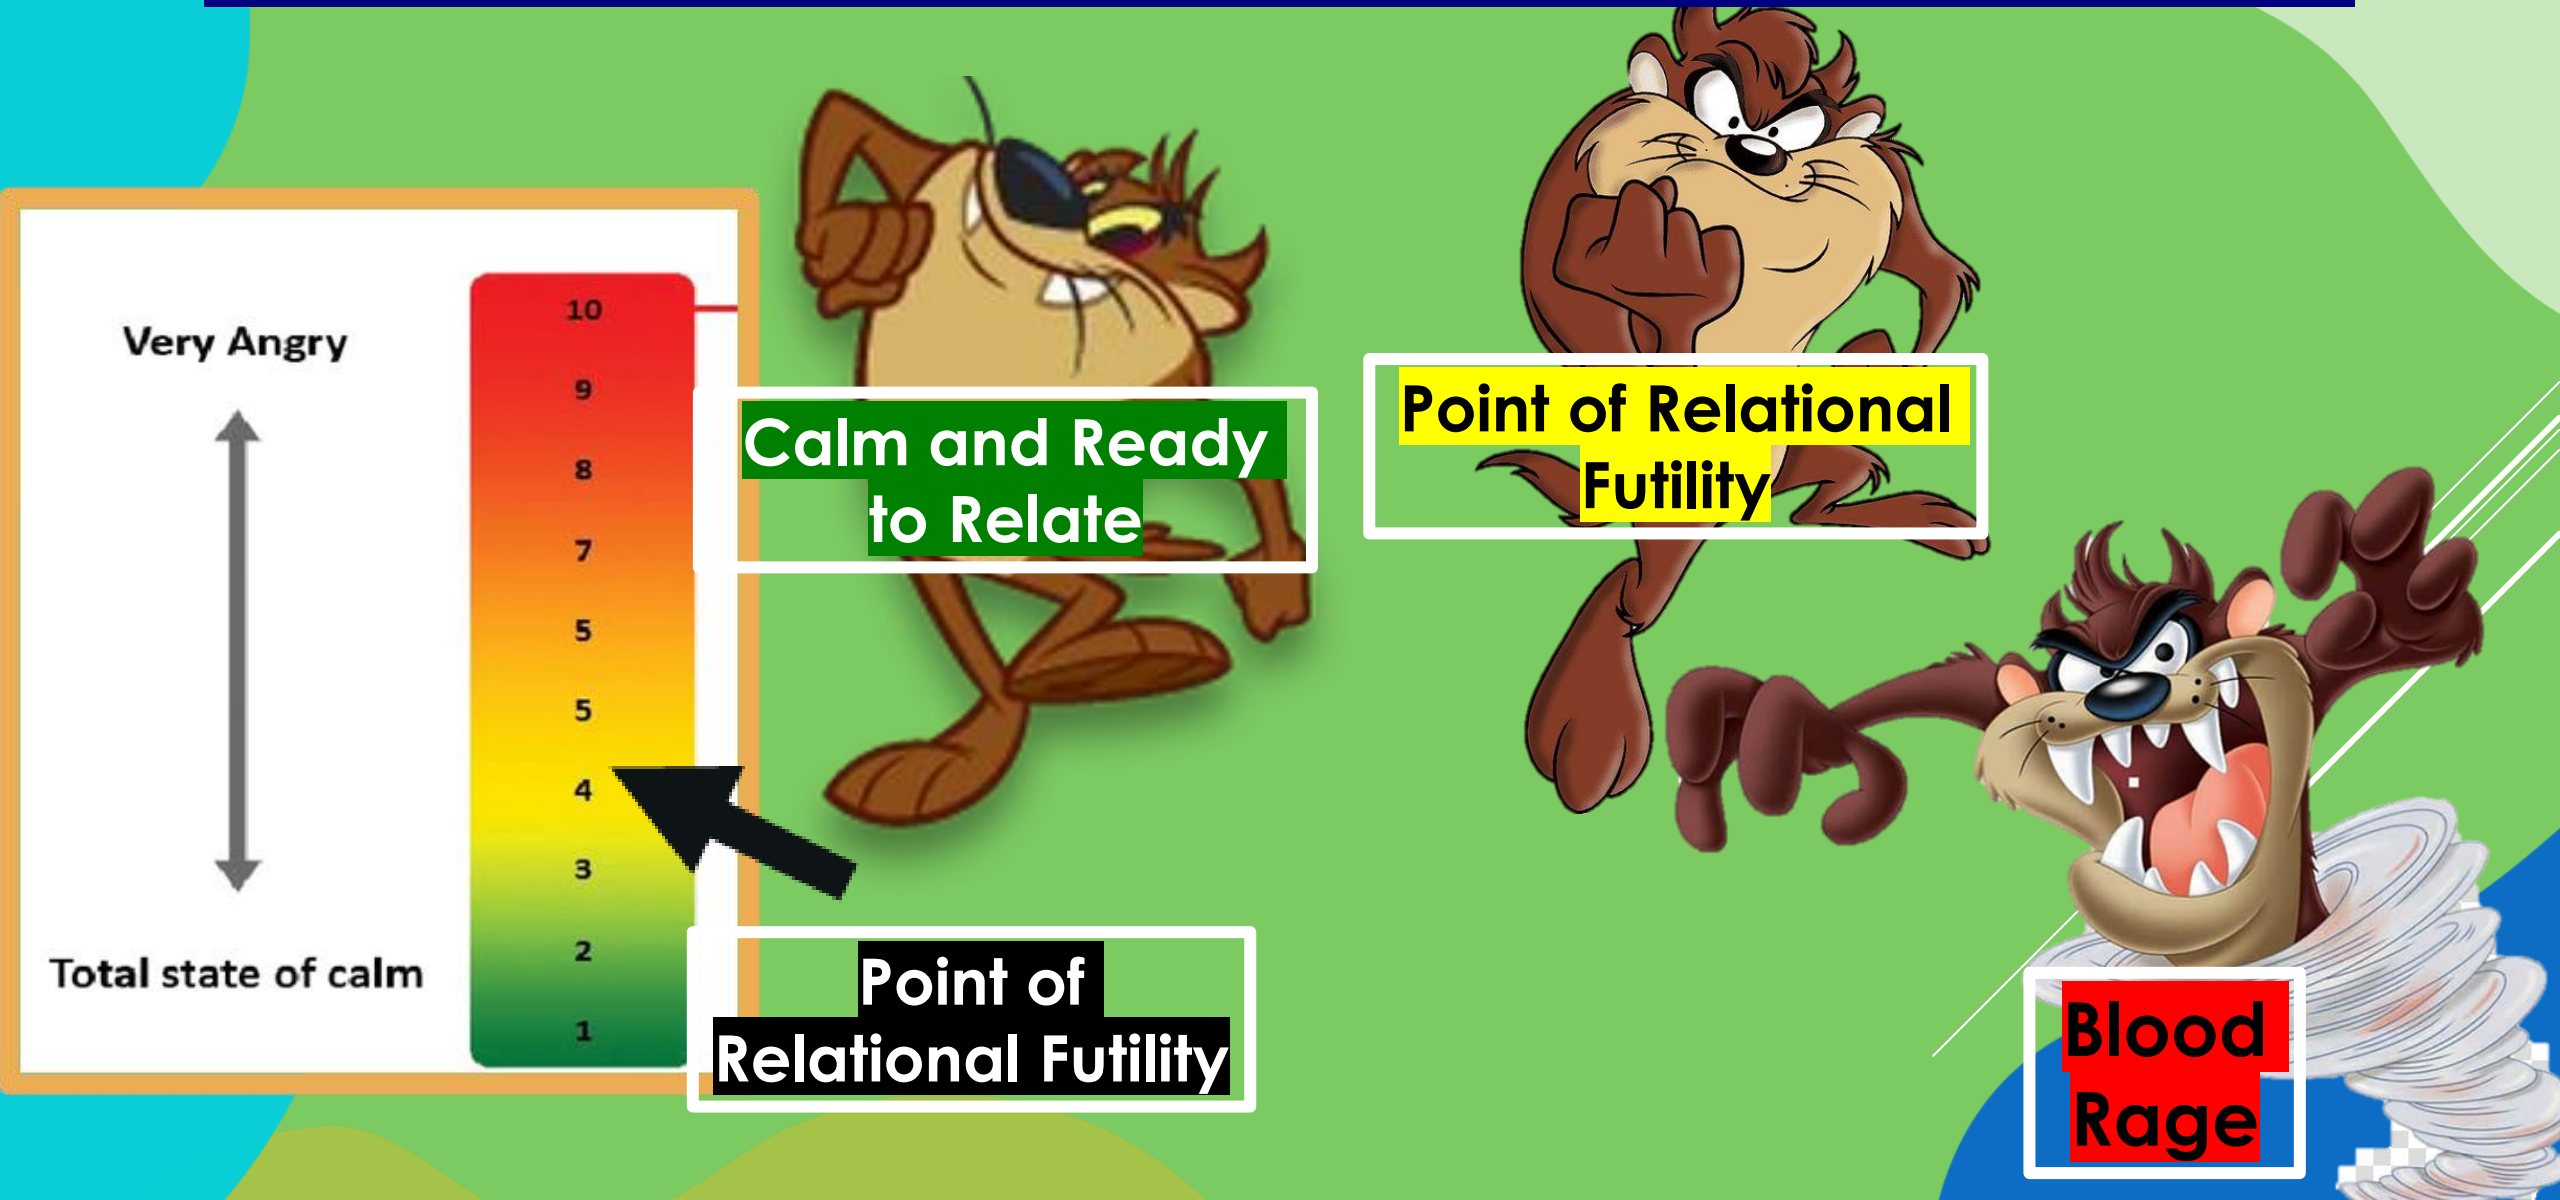 Very Angry
Total state of calm
10
9
8
7
5
5
4
3
2
1
Calm and Ready
to Relate
Point of
Relational Futility
Point of Relational
Futility
Blood
Rage